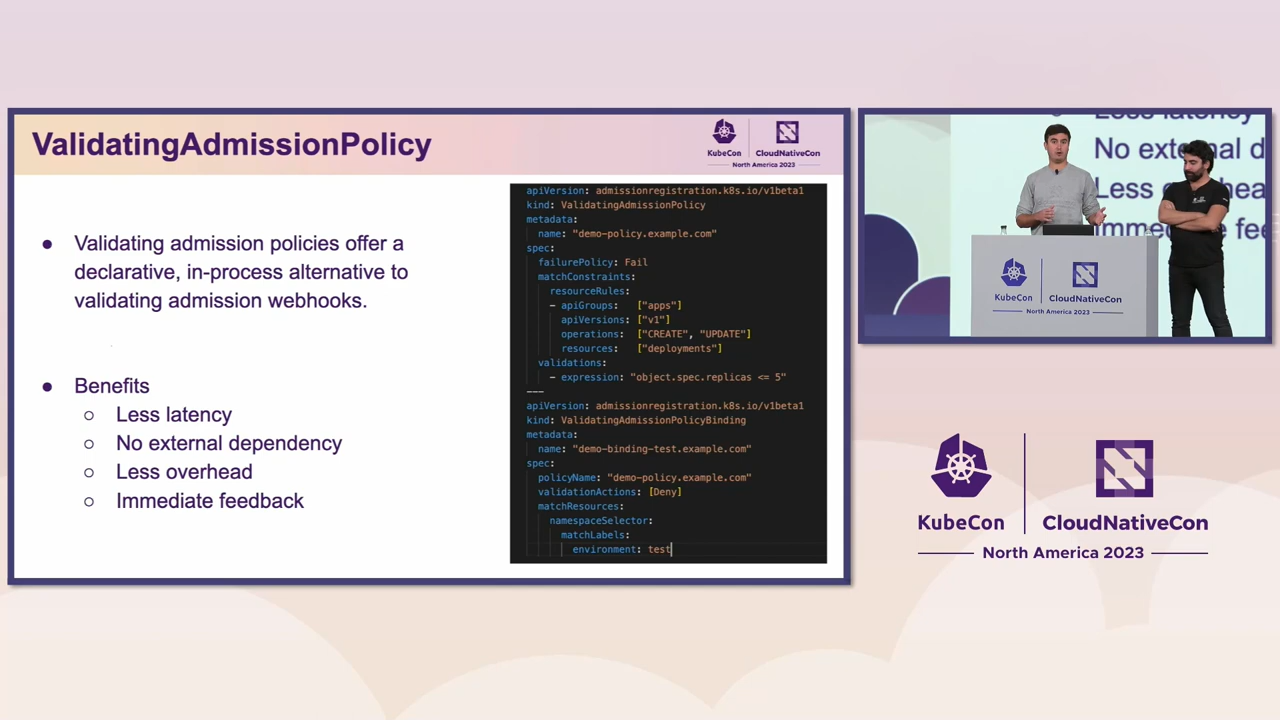 ValidatingAdmissionPolicy
KubeCon
CloudNativeCon
North America 2023
● Validating admission policies offer a
declarative, in-process alternative to
validating admission webhooks.
● Benefits
○ Less latency
○ No external dependency
○ Less overhead
○ Immediate feedback
apiVersion: admissionregistration.k8s.io/v1beta1
kind: ValidatingAdmissionPolicy
metadata:
  name: "demo-policy.example.com"
spec:
  failurePolicy: Fail
  matchConstraints:
    resourceRules:
    - apiGroups:   ["apps"]
      apiVersions: ["v1"]
      operations:  ["CREATE", "UPDATE"]
      resources:   ["deployments"]
  validations:
    - expression: "object.spec.replicas <= 5"
---
apiVersion: admissionregistration.k8s.io/v1beta1
kind: ValidatingAdmissionPolicyBinding
metadata:
  name: "demo-binding-test.example.com"
spec:
  policyName: "demo-policy.example.com"
  validationActions: [Deny]
  matchResources:
    namespaceSelector:
      matchLabels:
        environment: test
Less latency
No external d
Less overhea
Immediate fee
KubeCon
CloudNativeCon
North America 2023
KubeCon
CloudNativeCon
North America 2023